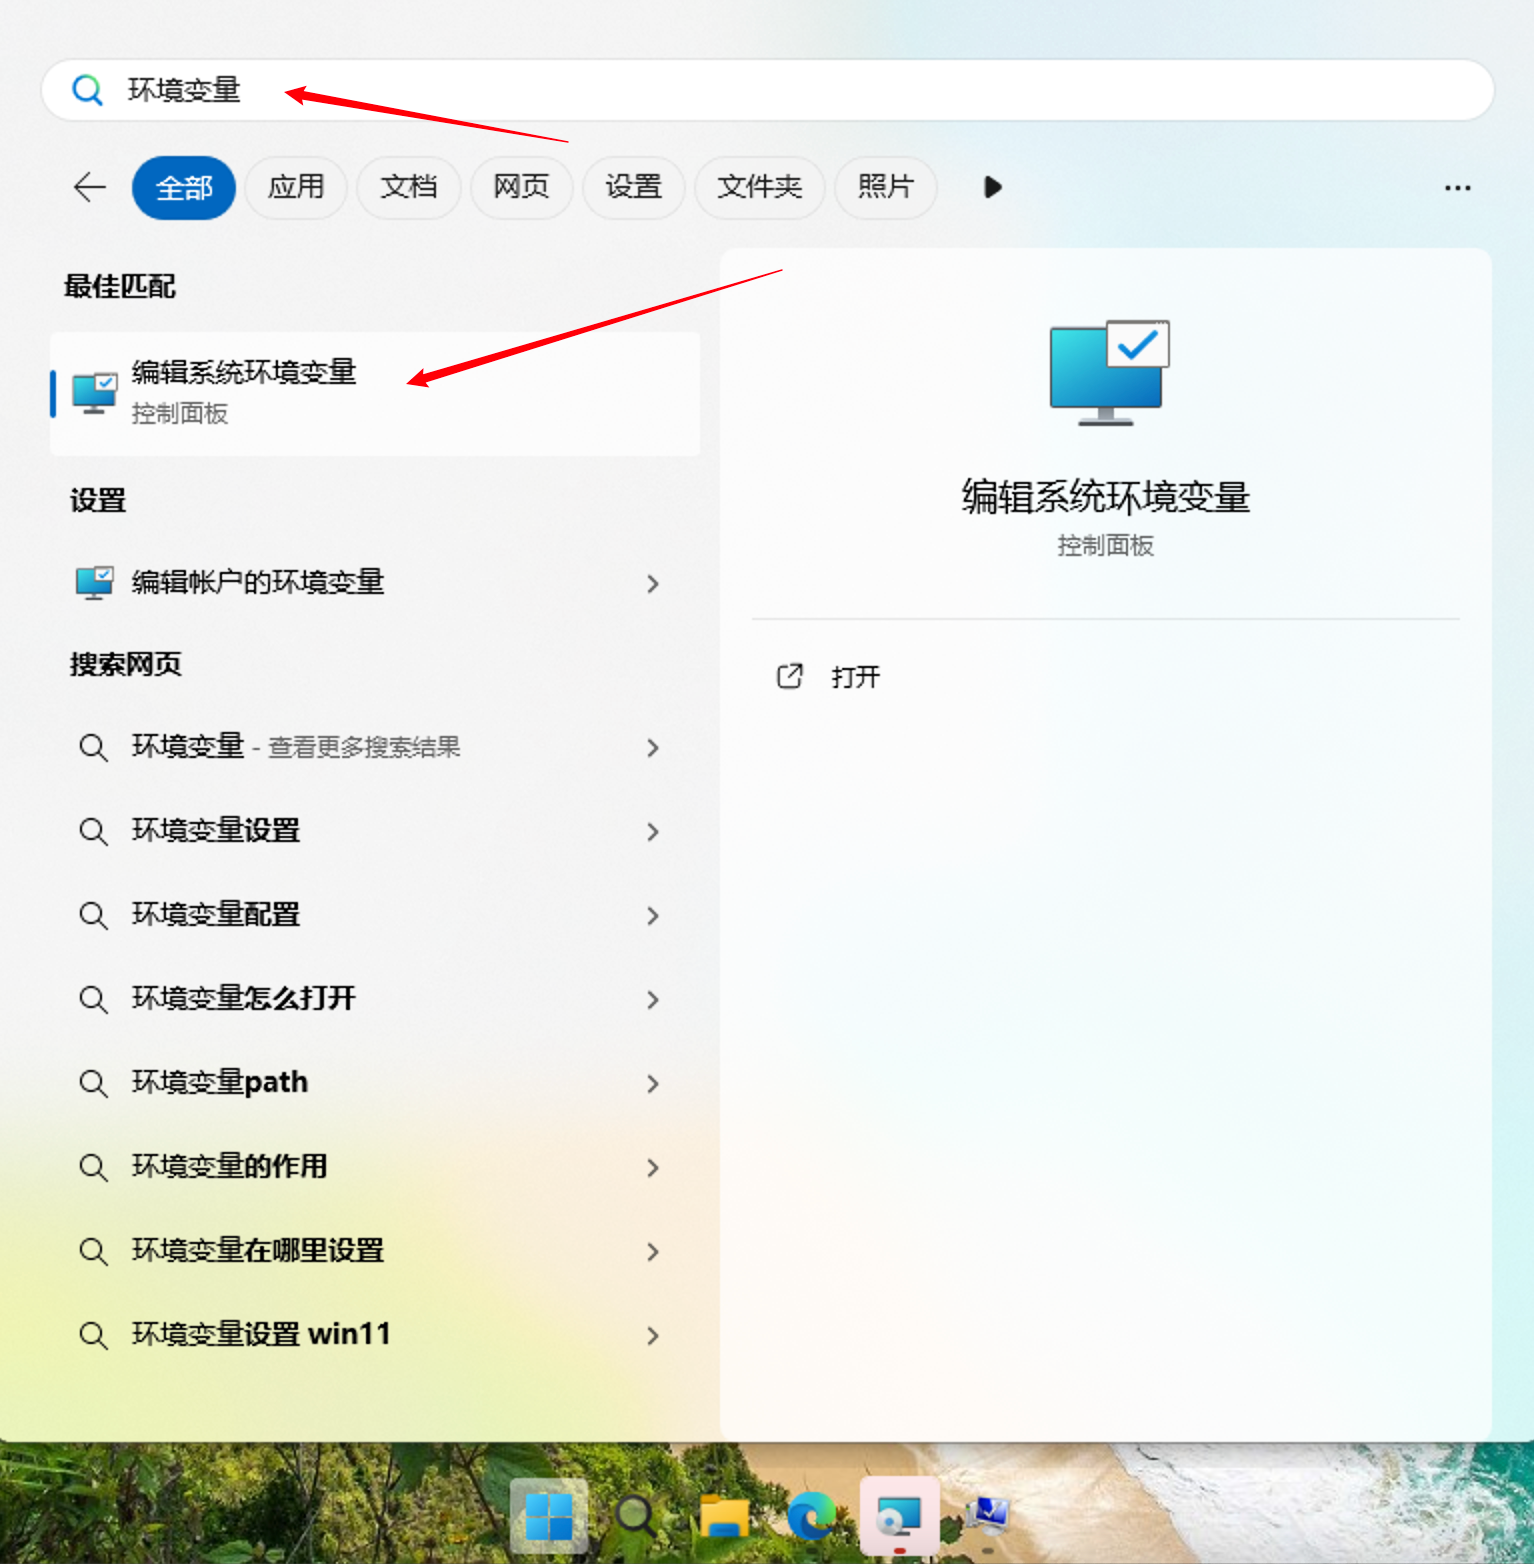 环境变量
全部 应用 文档 网页 设置 文件夹 照片
最佳匹配
编辑系统环境变量
控制面板
设置
编辑帐户的环境变量
搜索网页
环境变量 - 查看更多搜索结果
环境变量设置
环境变量配置
环境变量怎么打开
环境变量path
环境变量的作用
环境变量在哪里设置
环境变量设置 win11
编辑系统环境变量
控制面板
打开